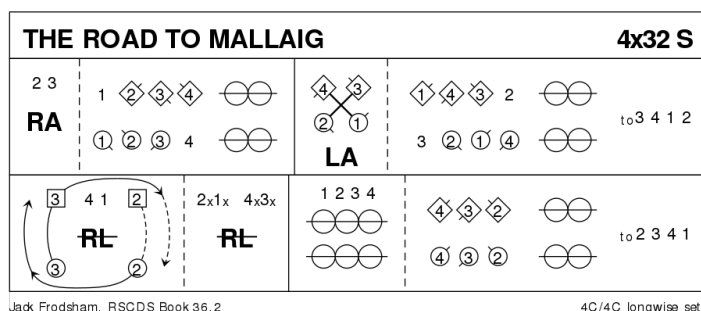 THE ROAD TO MALLAIG 4x32 S
2 3
RA
1 2 3 4
1 2 3 4
4 3
2 1
LA
1 4 3 2
3 2 1 4
to 3 4 1 2
3 4 1 2
RL
3 2
2x1x 4x3x
RL
1 2 3 4
4 3 2
4 3 2
to 2 3 4 1
Jack Frodsham, RSCDS Book 36.2 4C/4C longwise set